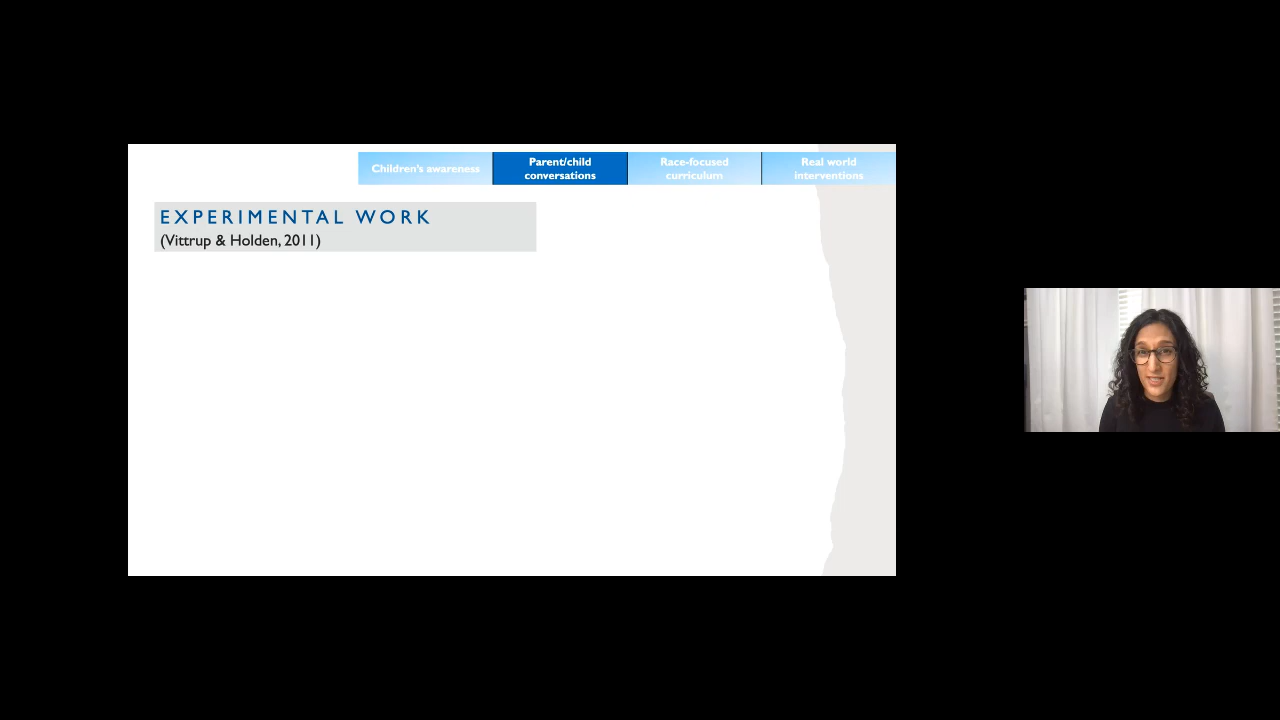 Children's awareness
Parent/child
conversations
Race-focused
curriculum
Real world
interventions
EXPERIMENTAL WORK
(Vittrup & Holden, 2011)